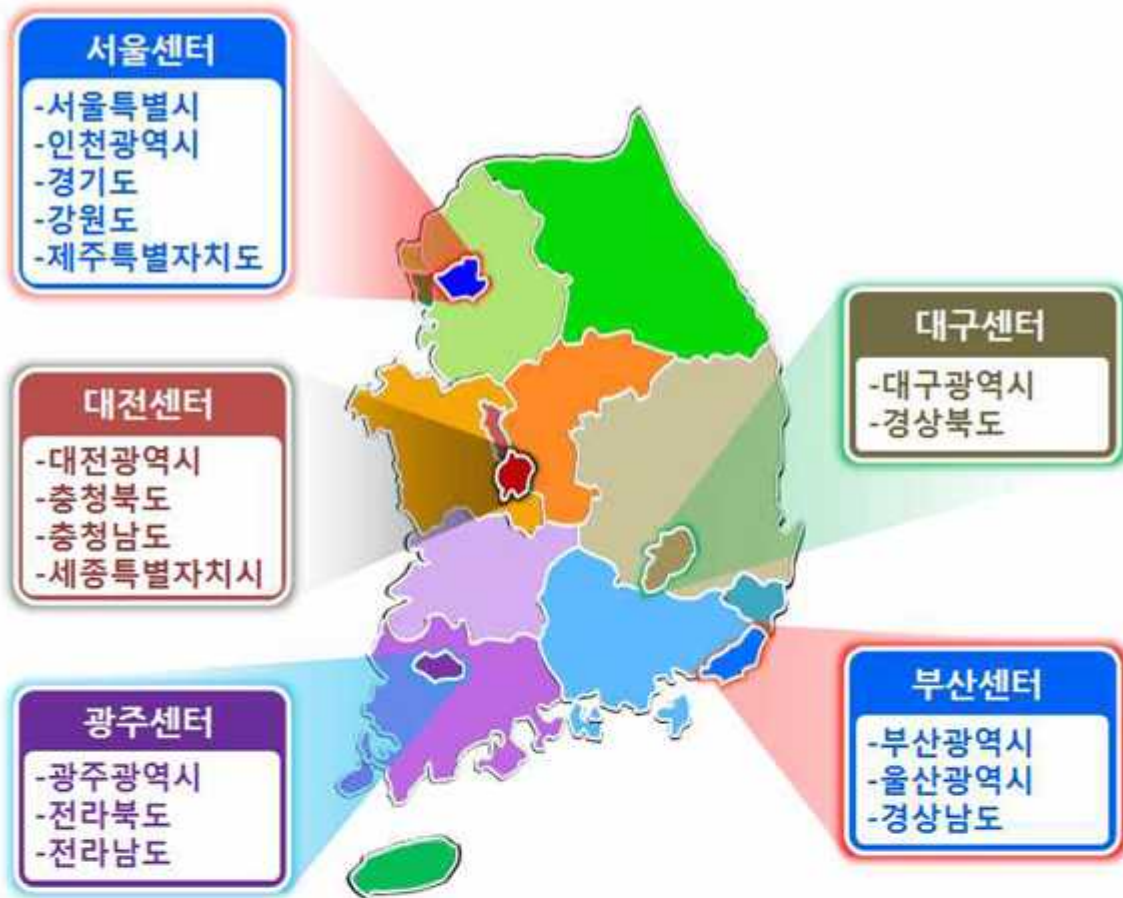 서울센터
-서울특별시
-인천광역시
-경기도
-강원도
-제주특별자치도
대전센터
-대전광역시
-충청북도
-충청남도
-세종특별자치시
광주센터
-광주광역시
-전라북도
-전라남도
대구센터
-대구광역시
-경상북도
부산센터
-부산광역시
-울산광역시
-경상남도